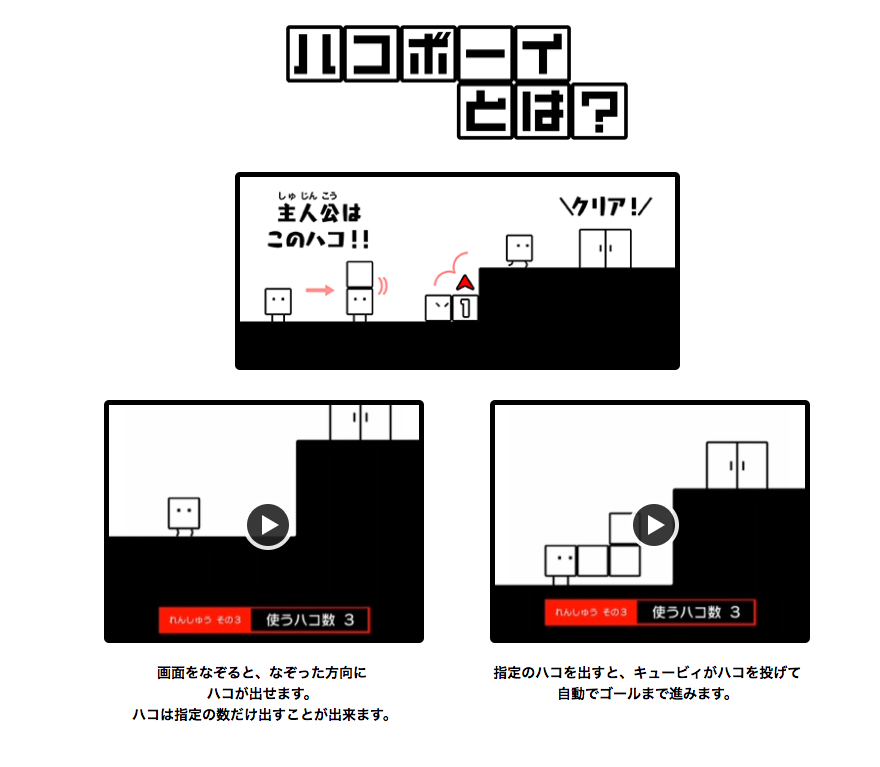 ハコボーイ
とは?
しゅ じん こう
主人公は
このハコ!!
\クリア!/
1
れんしゅう その3 使うハコ数 3
れんしゅう その3 使うハコ数 3
画面をなぞると、なぞった方向に
ハコが出せます。
ハコは指定の数だけ出すことが出来ます。
指定のハコを出すと、キュービィがハコを投げて
自動でゴールまで進みます。